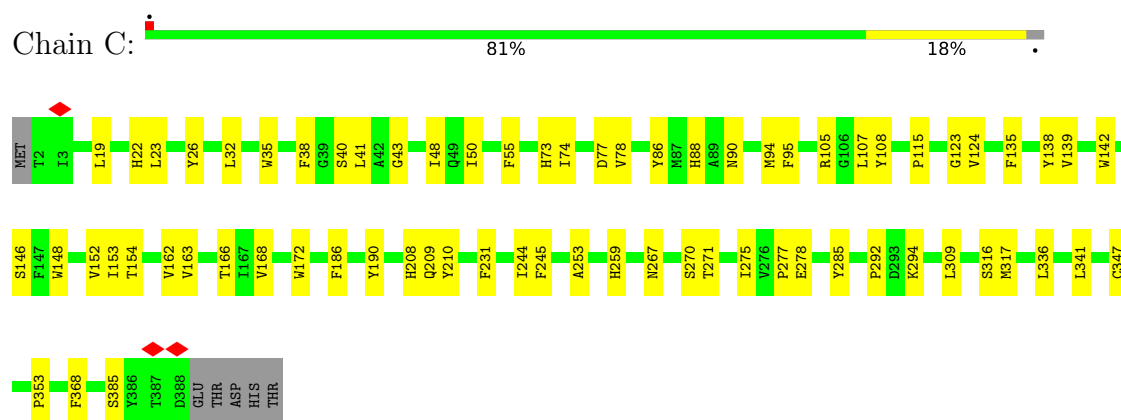 Chain C:
81% 18%
MET T2 I3 L19 H22 L23 Y26 L32 W35 F38 G39 S40 L41 A42 G43 I48 Q49 I50 F55 H73 I74 D77 V78 Y86 M87 H88 A89 N90 M94 F95 R105 G106 L107 Y108 P115 G123 V124 F135 Y138 V139 W142
S146 F147 W148 V152 I153 T154 V162 V163 T166 I167 V168 W172 F186 Y190 H208 Q209 Y210 F231 I244 F245 A253 H259 N267 S270 T271 I275 V276 P277 E278 Y285 P292 D293 K294 L309 S316 M317 L336 L341 C347
P353 F368 S385 Y386 T387 D388 GLU THR ASP HIS THR